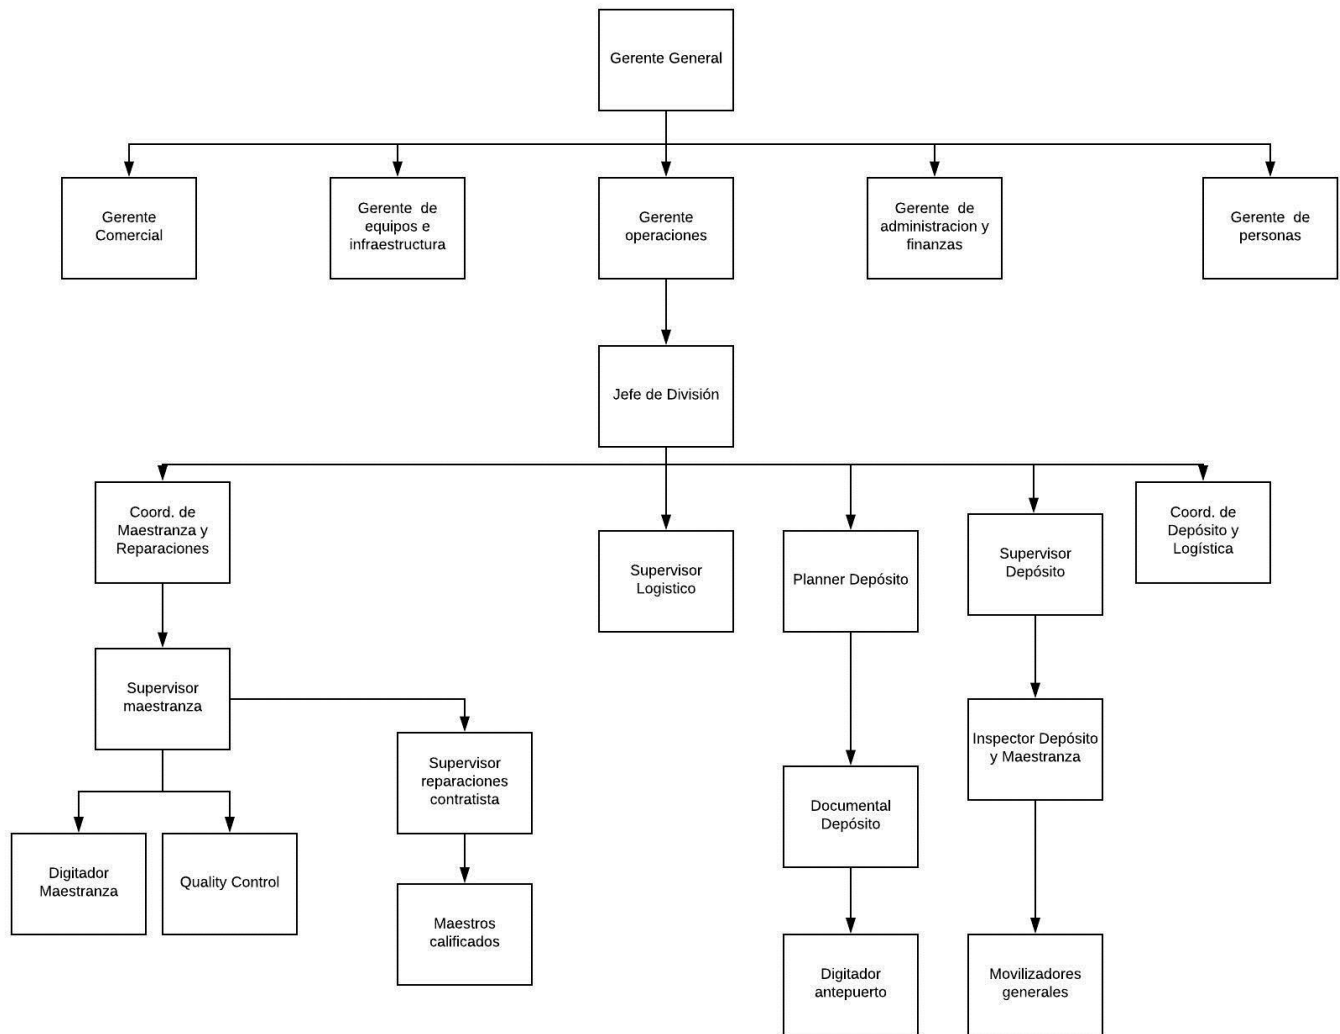 Gerente General
Gerente
Comercial
Gerente de
equipos e
infraestructura
Gerente
operaciones
Gerente de
administracion y
finanzas
Gerente de
personas
Jefe de División
Coord. de
Maestranza y
Reparaciones
Supervisor
Logistico
Planner Depósito
Supervisor
Depósito
Coord. de
Depósito y
Logística
Supervisor
maestranza
Supervisor
reparaciones
contratista
Inspector Depósito
y Maestranza
Documental
Depósito
Digitador
Maestranza
Quality Control
Maestros
calificados
Digitador
antepuerto
Movilizadores
generales